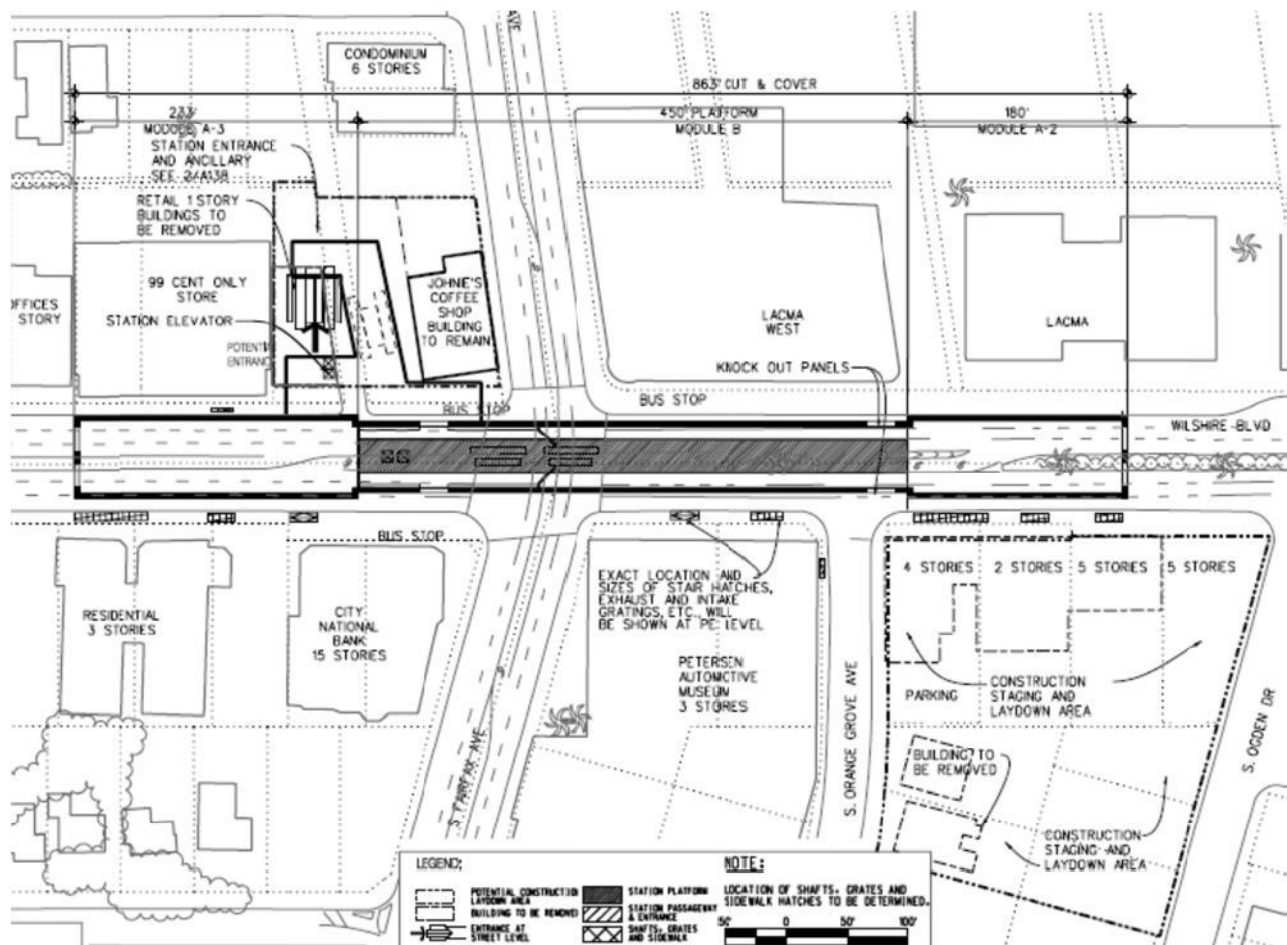 AVE
CONDOMINIUM
6 STORIES
863' CUT & COVER
233'
MODULE A-3
450' PLATFORM
MODULE B
180'
MODULE A-2
STATION ENTRANCE
AND ANCILLARY
SEE 2/A138
RETAIL 1 STORY
BUILDINGS TO
BE REMOVED
99 CENT ONLY
STORE
OFFICES
STORY
STATION ELEVATOR
JOHNIE'S
COFFEE
SHOP
BUILDING
TO REMAIN
LACMA
WEST
LACMA
KNOCK OUT PANELS
BUS STOP
BUS STOP
WILSHIRE BLVD
BUS STOP
RESIDENTIAL
3 STORIES
CITY
NATIONAL
BANK
15 STORIES
S FAIRFAX AVE
EXACT LOCATION AND
SIZES OF STAIR HATCHES,
EXHAUST AND INTAKE
GRATINGS, ETC., WILL
BE SHOWN AT PE: LEVEL
PETERSEN
AUTOMOTIVE
MUSEUM
3 STORES
S. ORANGE GROVE AVE
4 STORIES
2 STORIES
5 STORIES
5 STORIES
PARKING
CONSTRUCTION
STAGING AND
LAYDOWN AREA
BUILDING TO
BE REMOVED
CONSTRUCTION
STAGING AND
LAYDOWN AREA
S. OGDEN DR
LEGEND:
POTENTIAL CONSTRUCTION
LAYDOWN AREA
BUILDING TO BE REMOVED
ENTRANCE AT
STREET LEVEL
STATION PLATFORM
STATION PASSAGEWAY
& ENTRANCE
SHAFTS, GRATES
AND SIDEWALK
NOTE:
LOCATION OF SHAFTS, GRATES AND
SIDEWALK HATCHES TO BE DETERMINED.
50' 0 50' 100'